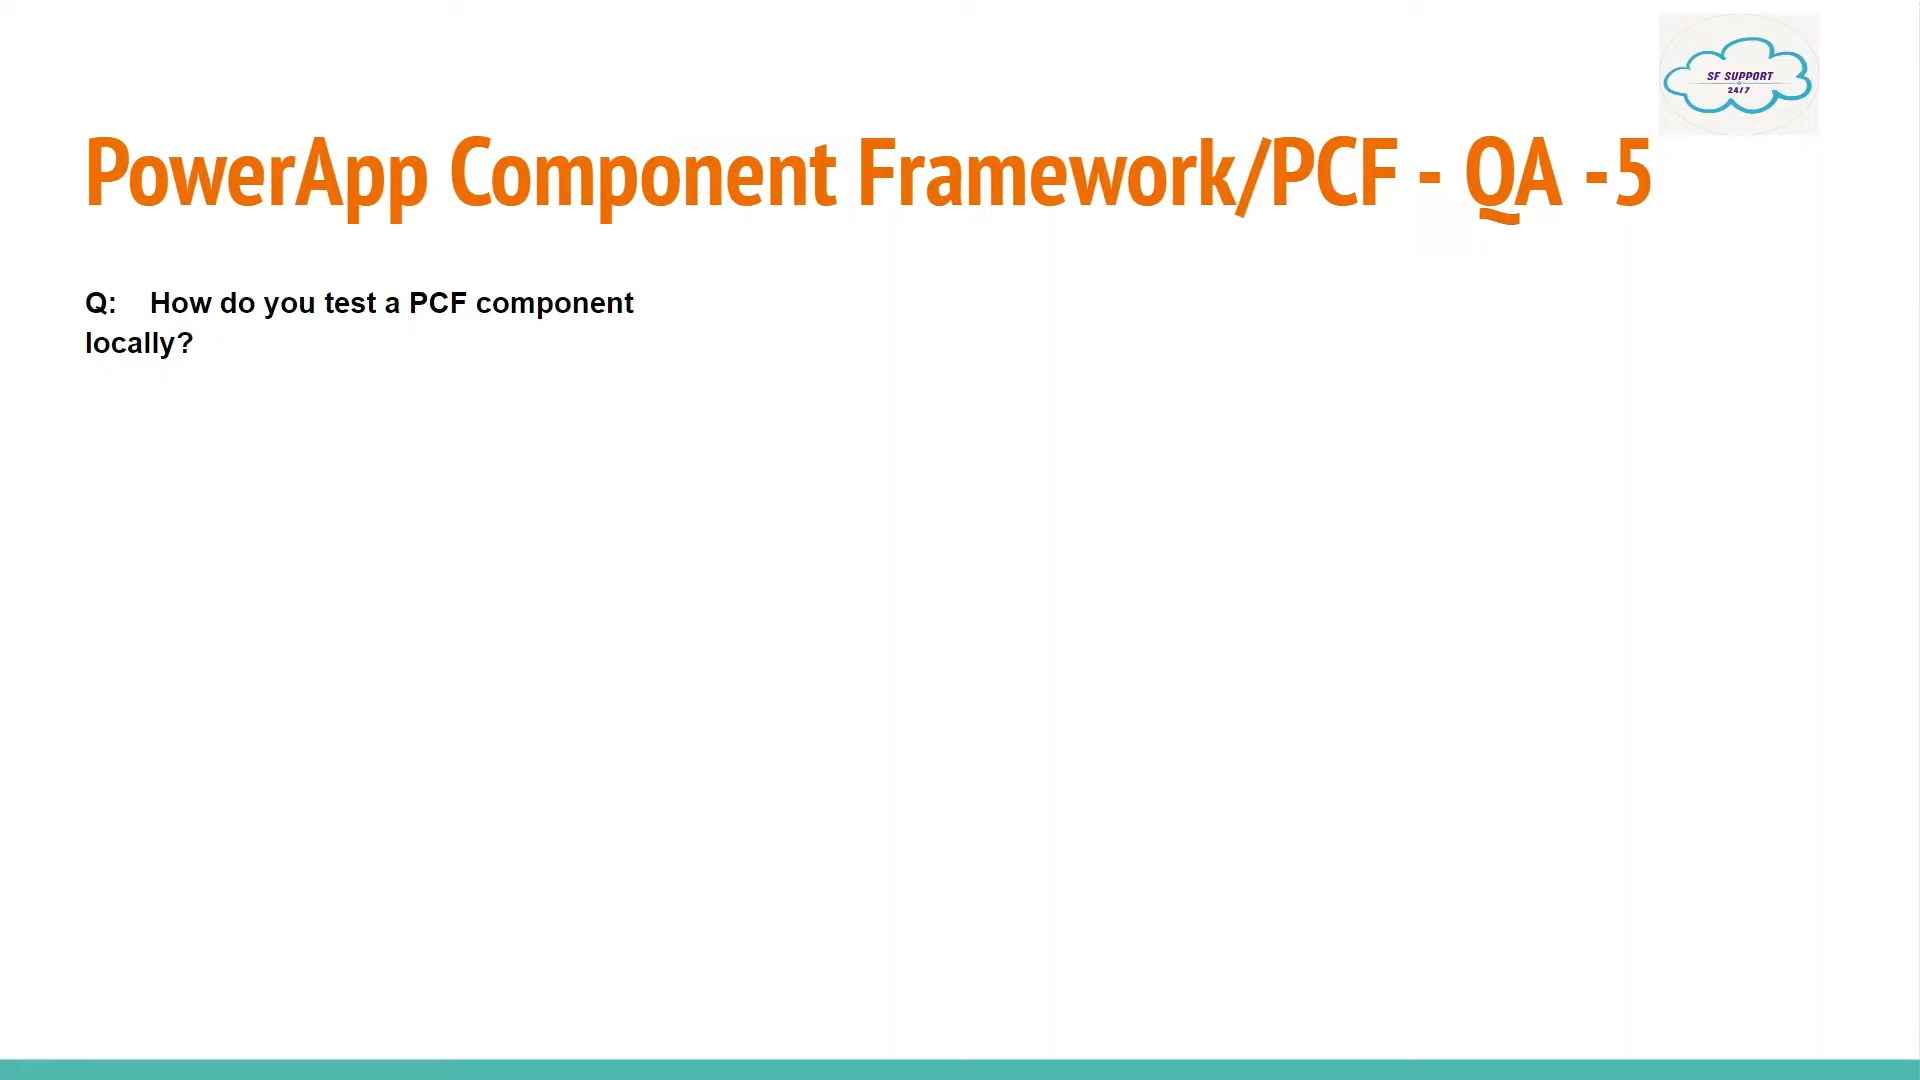 SF SUPPORT
24/7
PowerApp Component Framework/PCF - QA -5
Q: How do you test a PCF component
locally?